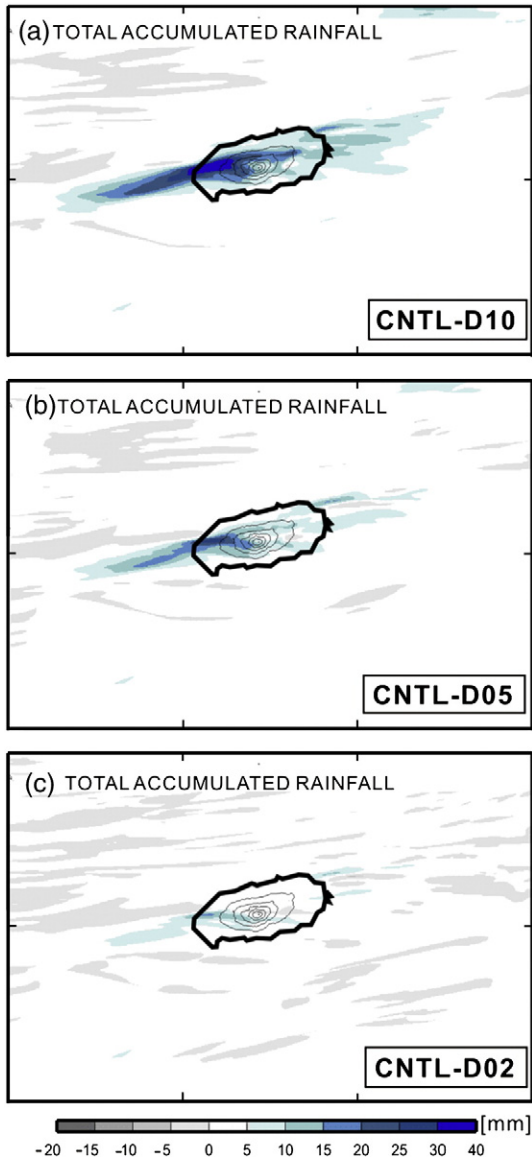 (a) TOTAL ACCUMULATED RAINFALL
CNTL-D10
(b) TOTAL ACCUMULATED RAINFALL
CNTL-D05
(c) TOTAL ACCUMULATED RAINFALL
CNTL-D02
[mm]
-20 -15 -10 -5 0 5 10 15 20 25 30 40